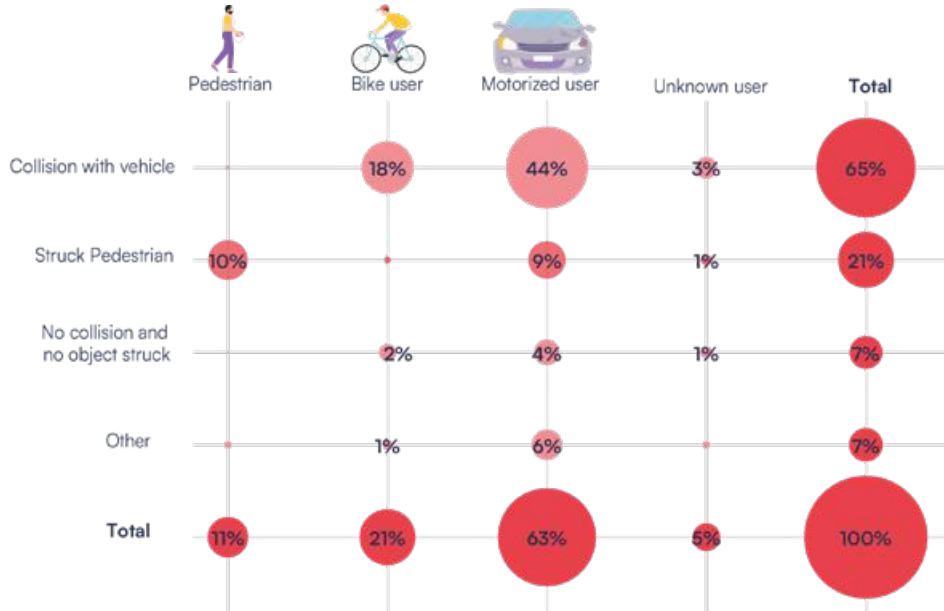 Pedestrian
Bike user
Motorized user
Unknown user
Total
Collision with vehicle
18%
44%
3%
65%
Struck Pedestrian
10%
9%
1%
21%
No collision and
no object struck
2%
4%
1%
7%
Other
1%
6%
7%
Total
11%
21%
63%
5%
100%